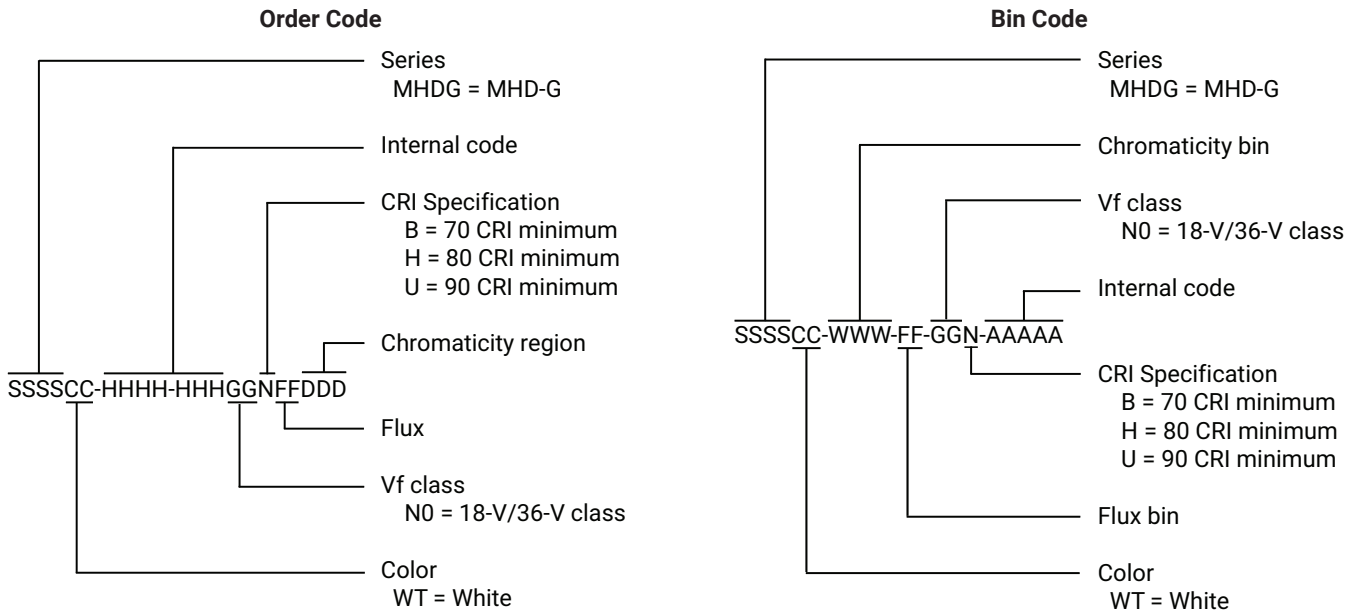 Order Code
Series
MHDG = MHD-G
Internal code
CRI Specification
B = 70 CRI minimum
H = 80 CRI minimum
U = 90 CRI minimum
Chromaticity region
SSSSCC-HHHH-HHHGGNFFDDD
Flux
Vf class
N0 = 18-V/36-V class
Color
WT = White
Bin Code
Series
MHDG = MHD-G
Chromaticity bin
Vf class
N0 = 18-V/36-V class
Internal code
SSSSCC-WWW-FF-GGN-AAAAA
CRI Specification
B = 70 CRI minimum
H = 80 CRI minimum
U = 90 CRI minimum
Flux bin
Color
WT = White